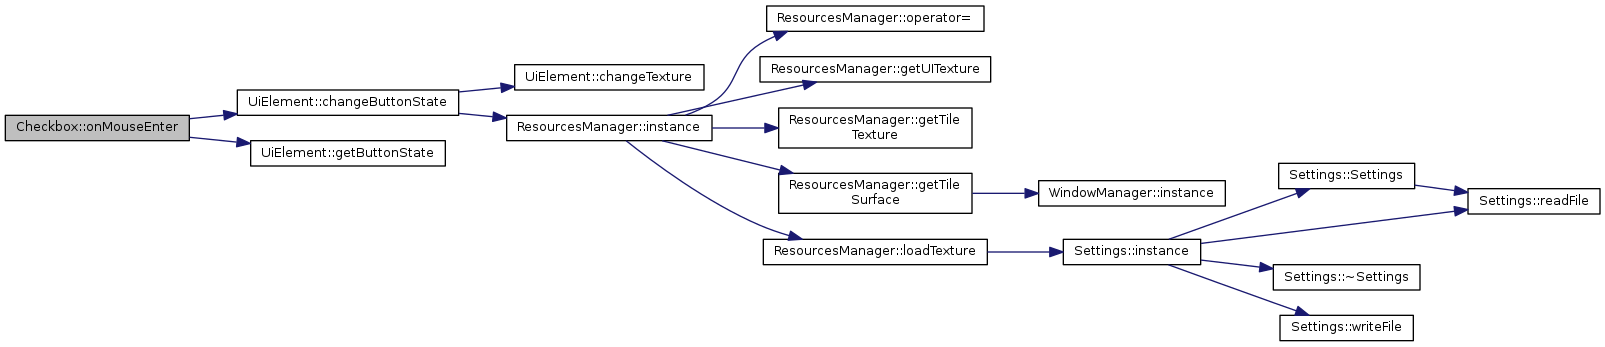 Checkbox::onMouseEnter
UiElement::changeButtonState
UiElement::getButtonState
UiElement::changeTexture
ResourcesManager::instance
ResourcesManager::operator=
ResourcesManager::getUITexture
ResourcesManager::getTile
Texture
ResourcesManager::getTile
Surface
ResourcesManager::loadTexture
WindowManager::instance
Settings::instance
Settings::Settings
Settings::readFile
Settings::~Settings
Settings::writeFile